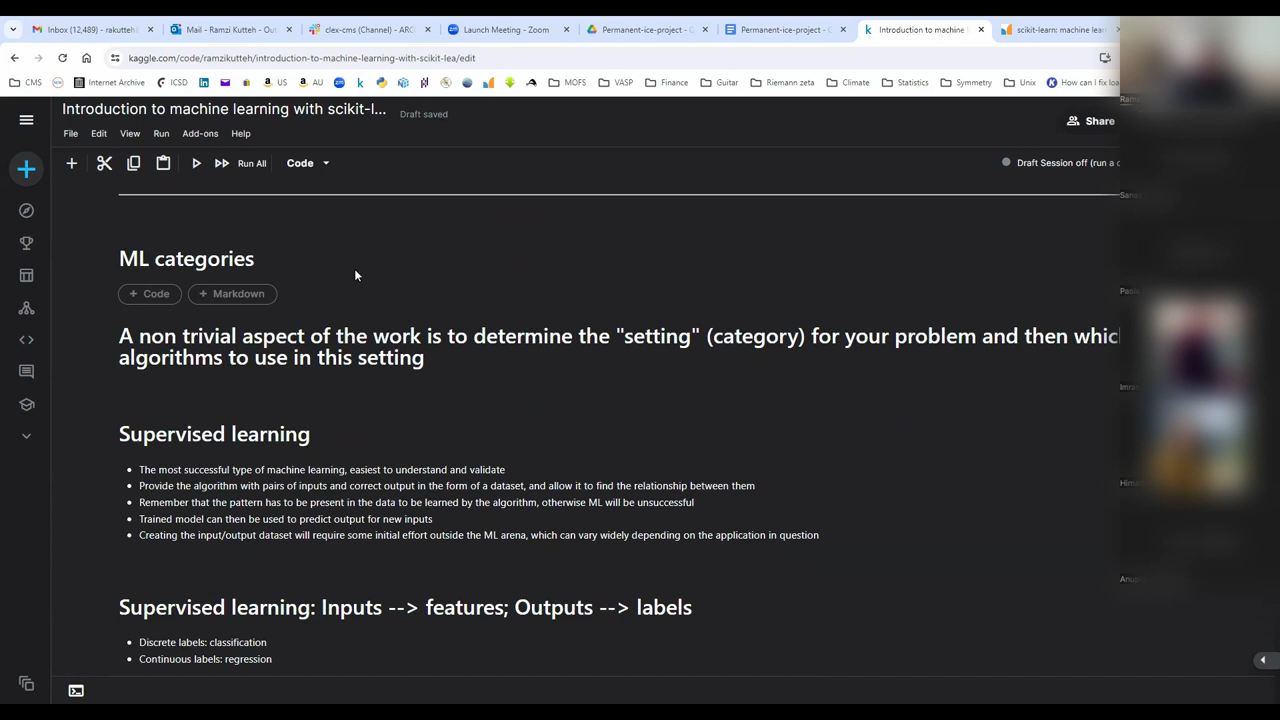 Inbox (12,489) - rakutteh
Mail - Ramzi Kutteh - Out
clex-cms (Channel) - ARC
Launch Meeting - Zoom
Permanent-ice-project - G
Permanent-ice-project - G
Introduction to machine l
scikit-learn: machine lear
kaggle.com/code/ramzikutteh/introduction-to-machine-learning-with-scikit-lea/edit
CMS
Internet Archive
ICSD
US
AU
MOFS
VASP
Finance
Guitar
Riemann zeta
Climate
Statistics
Symmetry
Unix
How can I fix loa
Introduction to machine learning with scikit-l...
Draft saved
Share
File Edit View Run Add-ons Help
Run All
Code
Draft Session off (run a c
ML categories
+ Code
+ Markdown
A non trivial aspect of the work is to determine the "setting" (category) for your problem and then whic
algorithms to use in this setting
Supervised learning
• The most successful type of machine learning, easiest to understand and validate
• Provide the algorithm with pairs of inputs and correct output in the form of a dataset, and allow it to find the relationship between them
• Remember that the pattern has to be present in the data to be learned by the algorithm, otherwise ML will be unsuccessful
• Trained model can then be used to predict output for new inputs
• Creating the input/output dataset will require some initial effort outside the ML arena, which can vary widely depending on the application in question
Supervised learning: Inputs --> features; Outputs --> labels
• Discrete labels: classification
• Continuous labels: regression